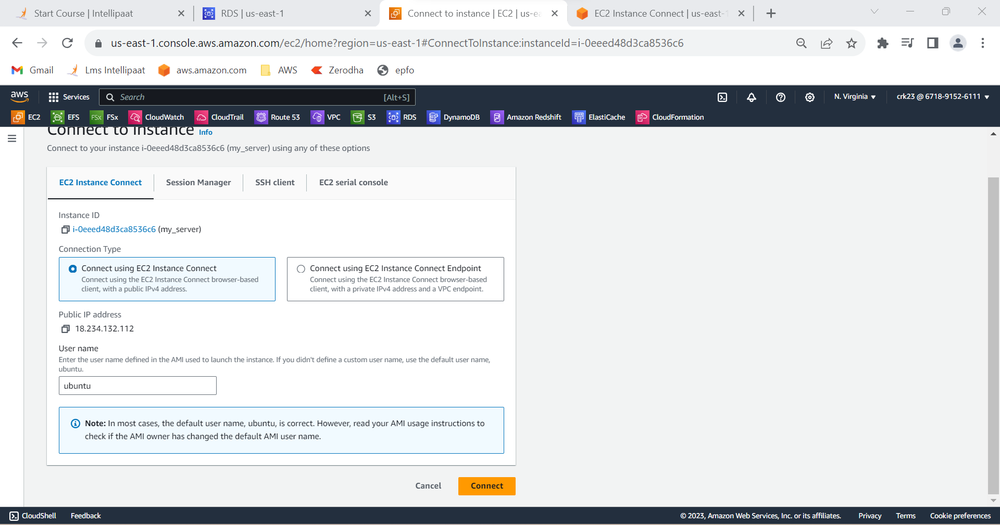 Start Course | Intellipaat
RDS | us-east-1
Connect to instance | EC2 | us-ea
EC2 Instance Connect | us-east-1
us-east-1.console.aws.amazon.com/ec2/home?region=us-east-1#ConnectToInstance:instanceId=i-0eeed48d3ca8536c6
Gmail
Lms Intellipaat
aws.amazon.com
AWS
Zerodha
epfo
aws
Services
Search
[Alt+S]
N. Virginia
crk23 @ 6718-9152-6111
EC2
EFS
FSx
FSx
CloudWatch
CloudTrail
Route 53
VPC
S3
RDS
DynamoDB
Amazon Redshift
ElastiCache
CloudFormation
Connect to instance Info
Connect to your instance i-0eeed48d3ca8536c6 (my_server) using any of these options
EC2 Instance Connect
Session Manager
SSH client
EC2 serial console
Instance ID
i-0eeed48d3ca8536c6 (my_server)
Connection Type
Connect using EC2 Instance Connect
Connect using the EC2 Instance Connect browser-based
client, with a public IPv4 address.
Connect using EC2 Instance Connect Endpoint
Connect using the EC2 Instance Connect browser-based
client, with a private IPv4 address and a VPC endpoint.
Public IP address
18.234.132.112
User name
Enter the user name defined in the AMI used to launch the instance. If you didn't define a custom user name, use the default user name,
ubuntu.
ubuntu
Note: In most cases, the default user name, ubuntu, is correct. However, read your AMI usage instructions to
check if the AMI owner has changed the default AMI user name.
Cancel
Connect
CloudShell
Feedback
© 2023, Amazon Web Services, Inc. or its affiliates.
Privacy
Terms
Cookie preferences